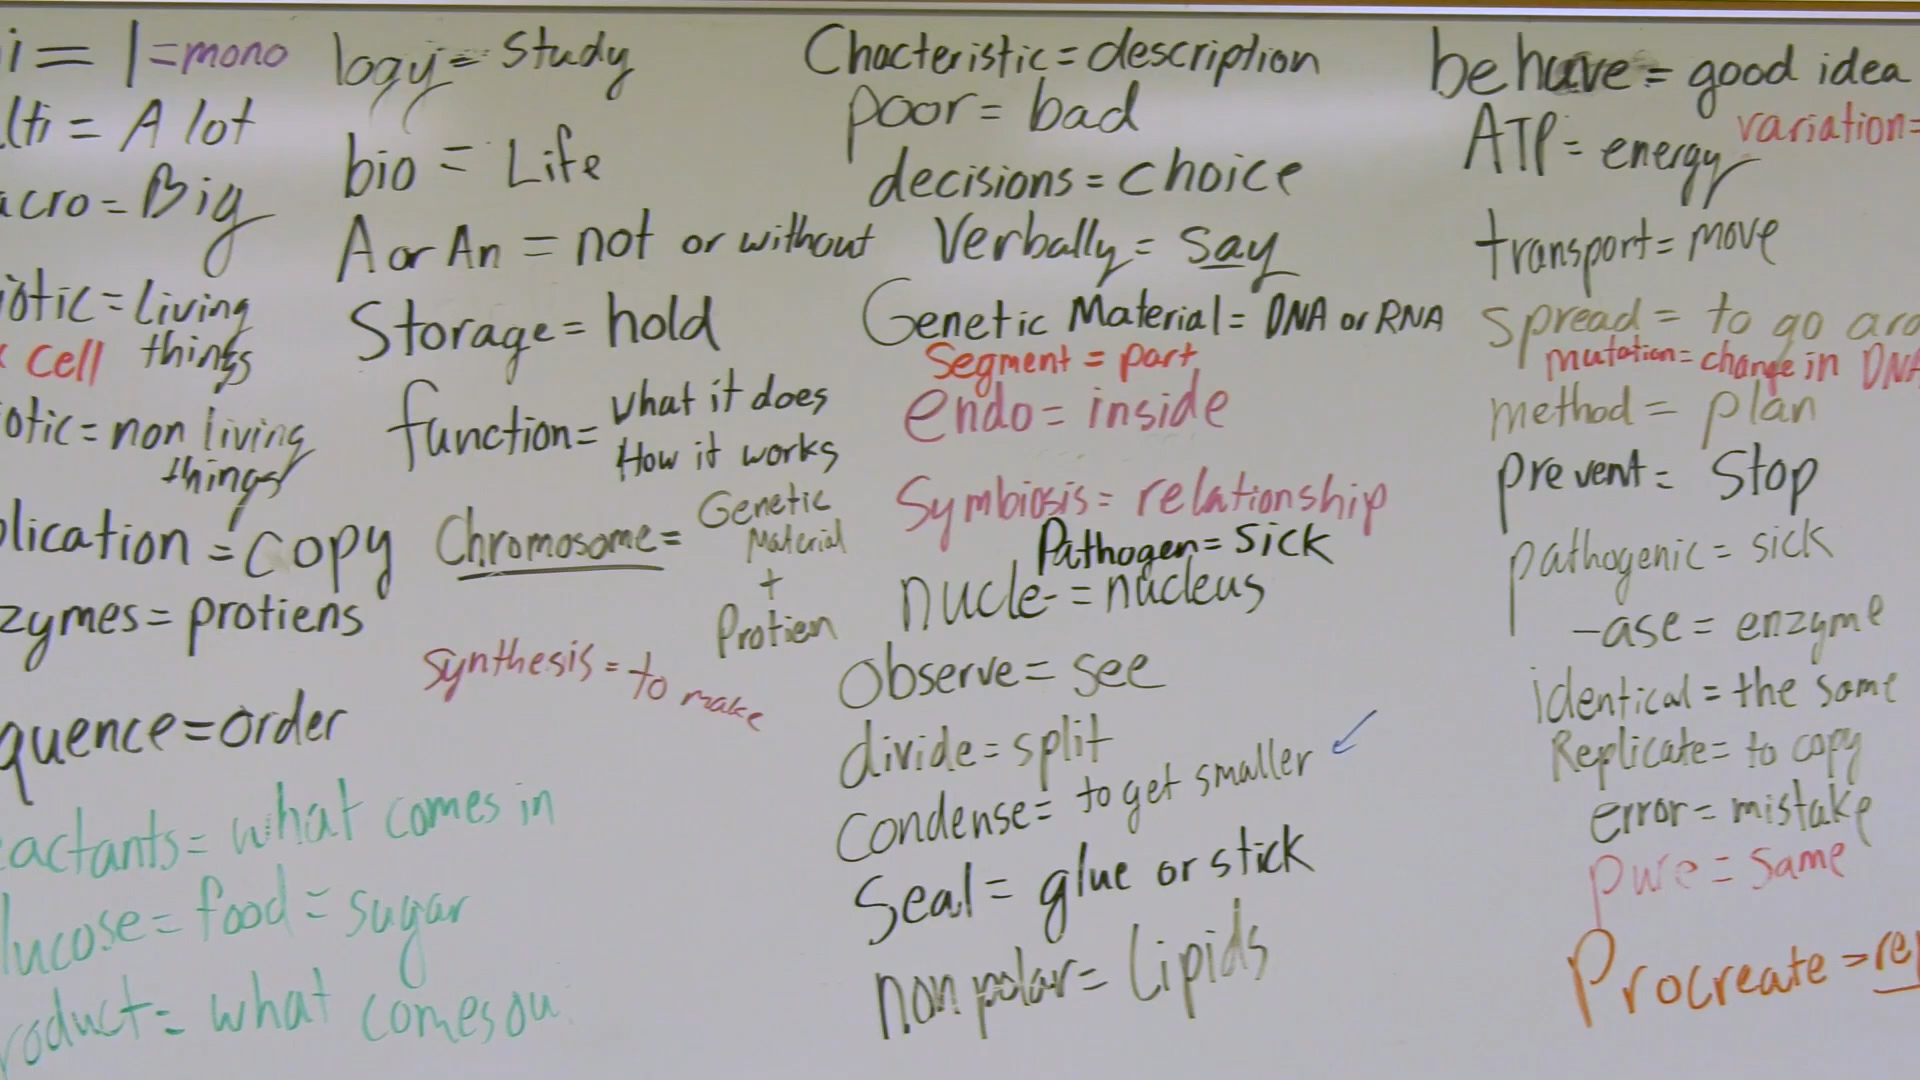 i = 1 = mono
lti = A lot
acro = Big
iotic = Living
things
cell
otic = non living
things
lication = copy
zymes = protiens
quence = order
actants = what comes in
lucose = food = sugar
roduct = what comes ou
logy = Study
bio = Life
A or An = not or without
Storage = hold
function = what it does
How it works
Chromosome = Genetic
Material
+
Protien
Synthesis = to make
Chacteristic = description
poor = bad
decisions = choice
Verbally = say
Genetic Material = DNA or RNA
Segment = part
endo = inside
Symbiosis = relationship
Pathogen = sick
nucle- = nucleus
Observe = see
divide = split
Condense = to get smaller
Seal = glue or stick
non polar = Lipids
behave = good idea
variation =
ATP = energy
transport = move
Spread = to go aro
mutation = change in DNA
method = plan
prevent = Stop
pathogenic = sick
-ase = enzyme
identical = the same
Replicate = to copy
error = mistake
pure = same
Procreate = rep